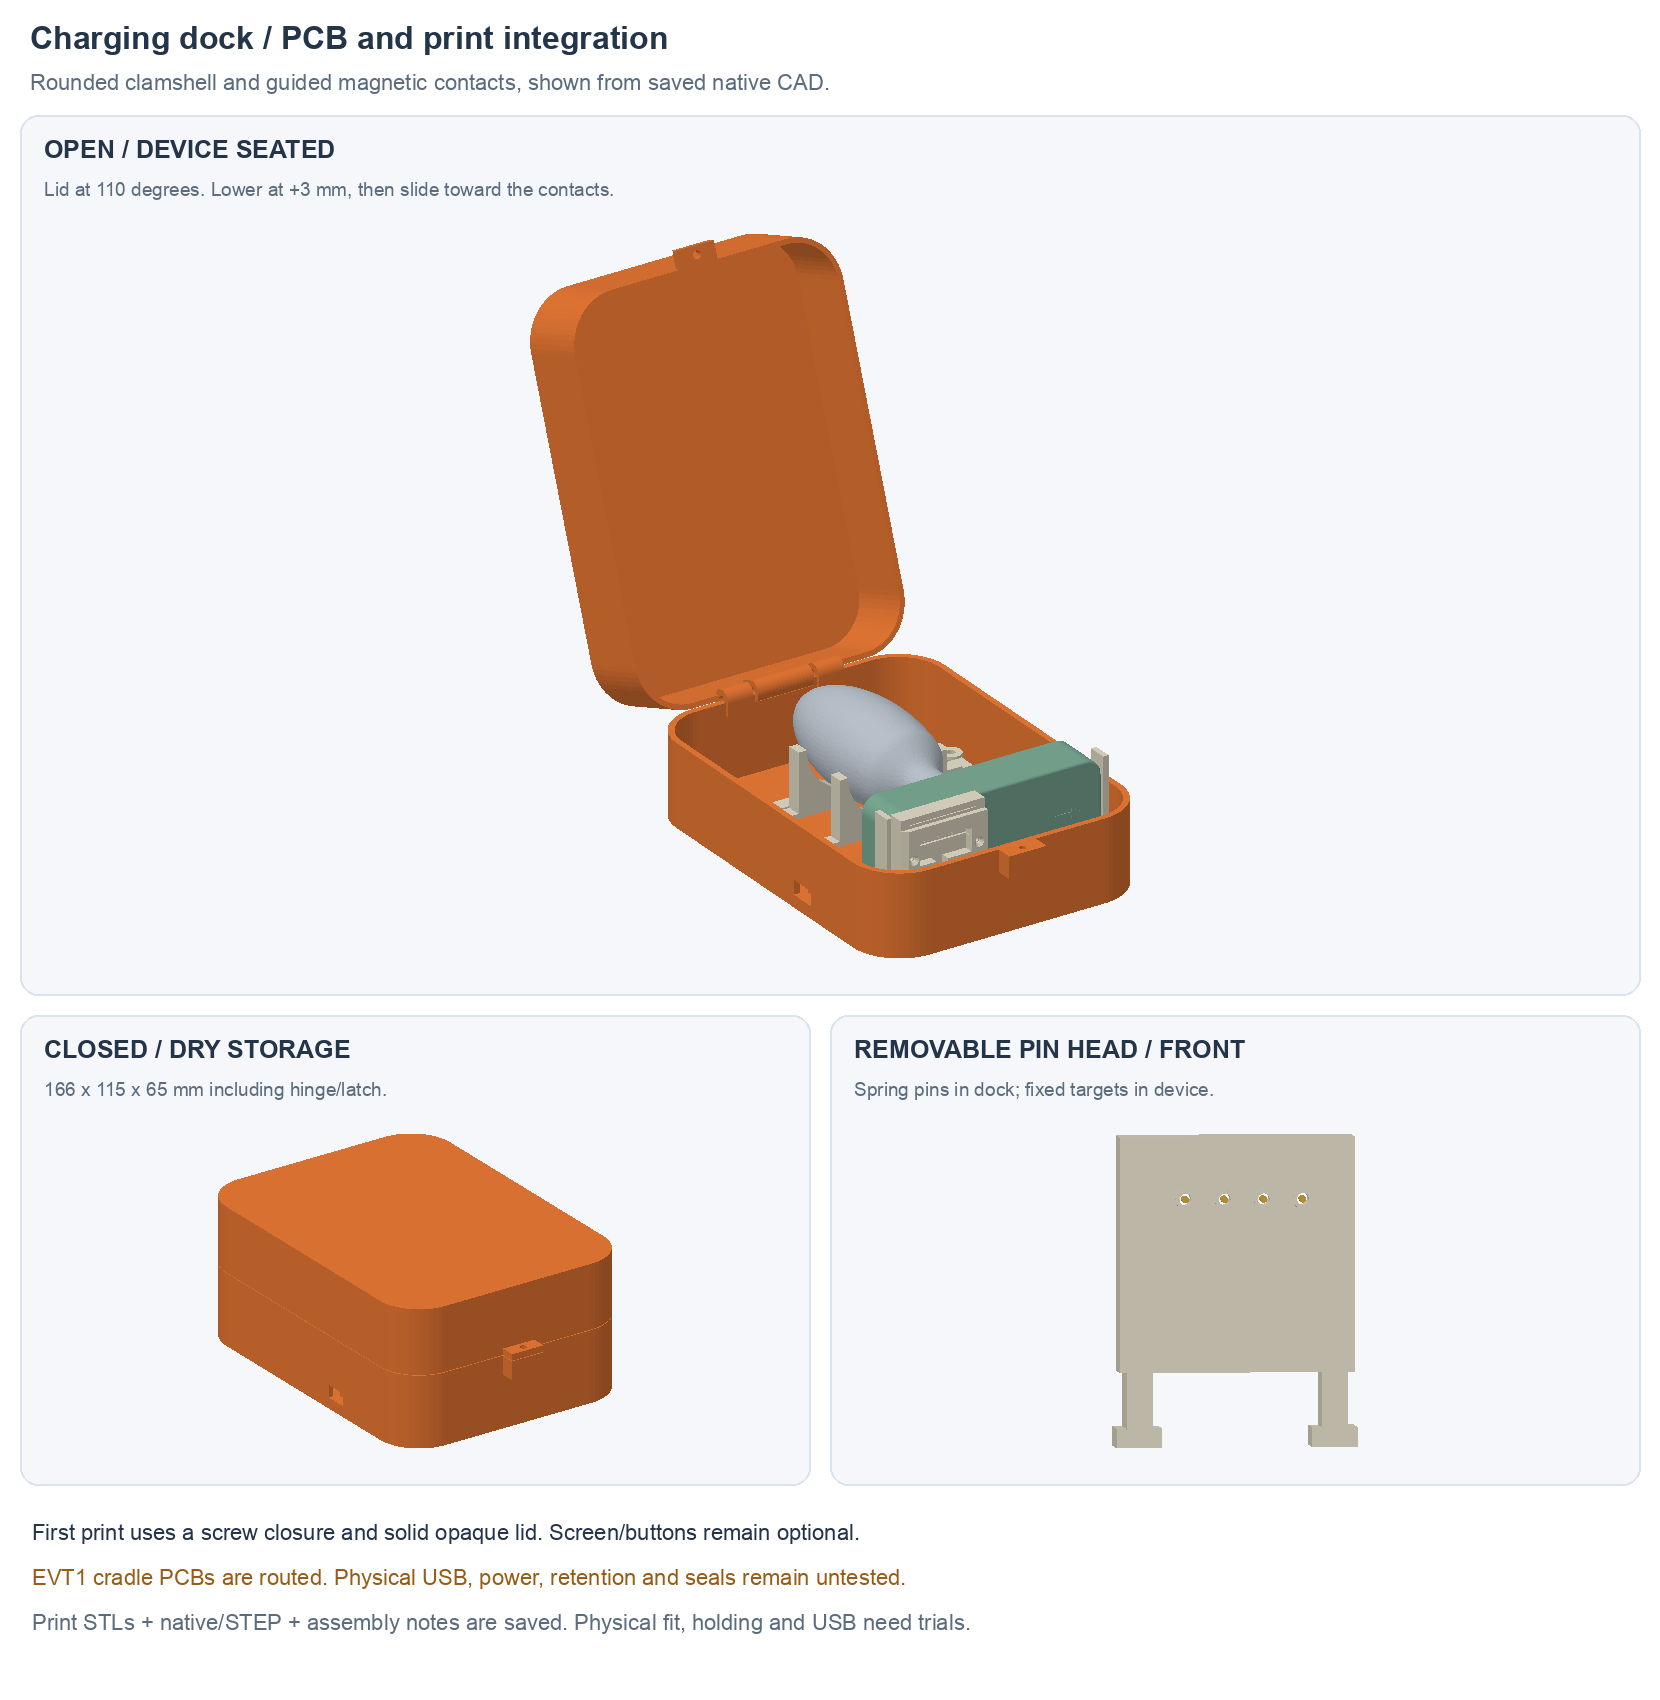 Charging dock / PCB and print integration
Rounded clamshell and guided magnetic contacts, shown from saved native CAD.
OPEN / DEVICE SEATED
Lid at 110 degrees. Lower at +3 mm, then slide toward the contacts.
CLOSED / DRY STORAGE
166 x 115 x 65 mm including hinge/latch.
REMOVABLE PIN HEAD / FRONT
Spring pins in dock; fixed targets in device.
First print uses a screw closure and solid opaque lid. Screen/buttons remain optional.
EVT1 cradle PCBs are routed. Physical USB, power, retention and seals remain untested.
Print STLs + native/STEP + assembly notes are saved. Physical fit, holding and USB need trials.